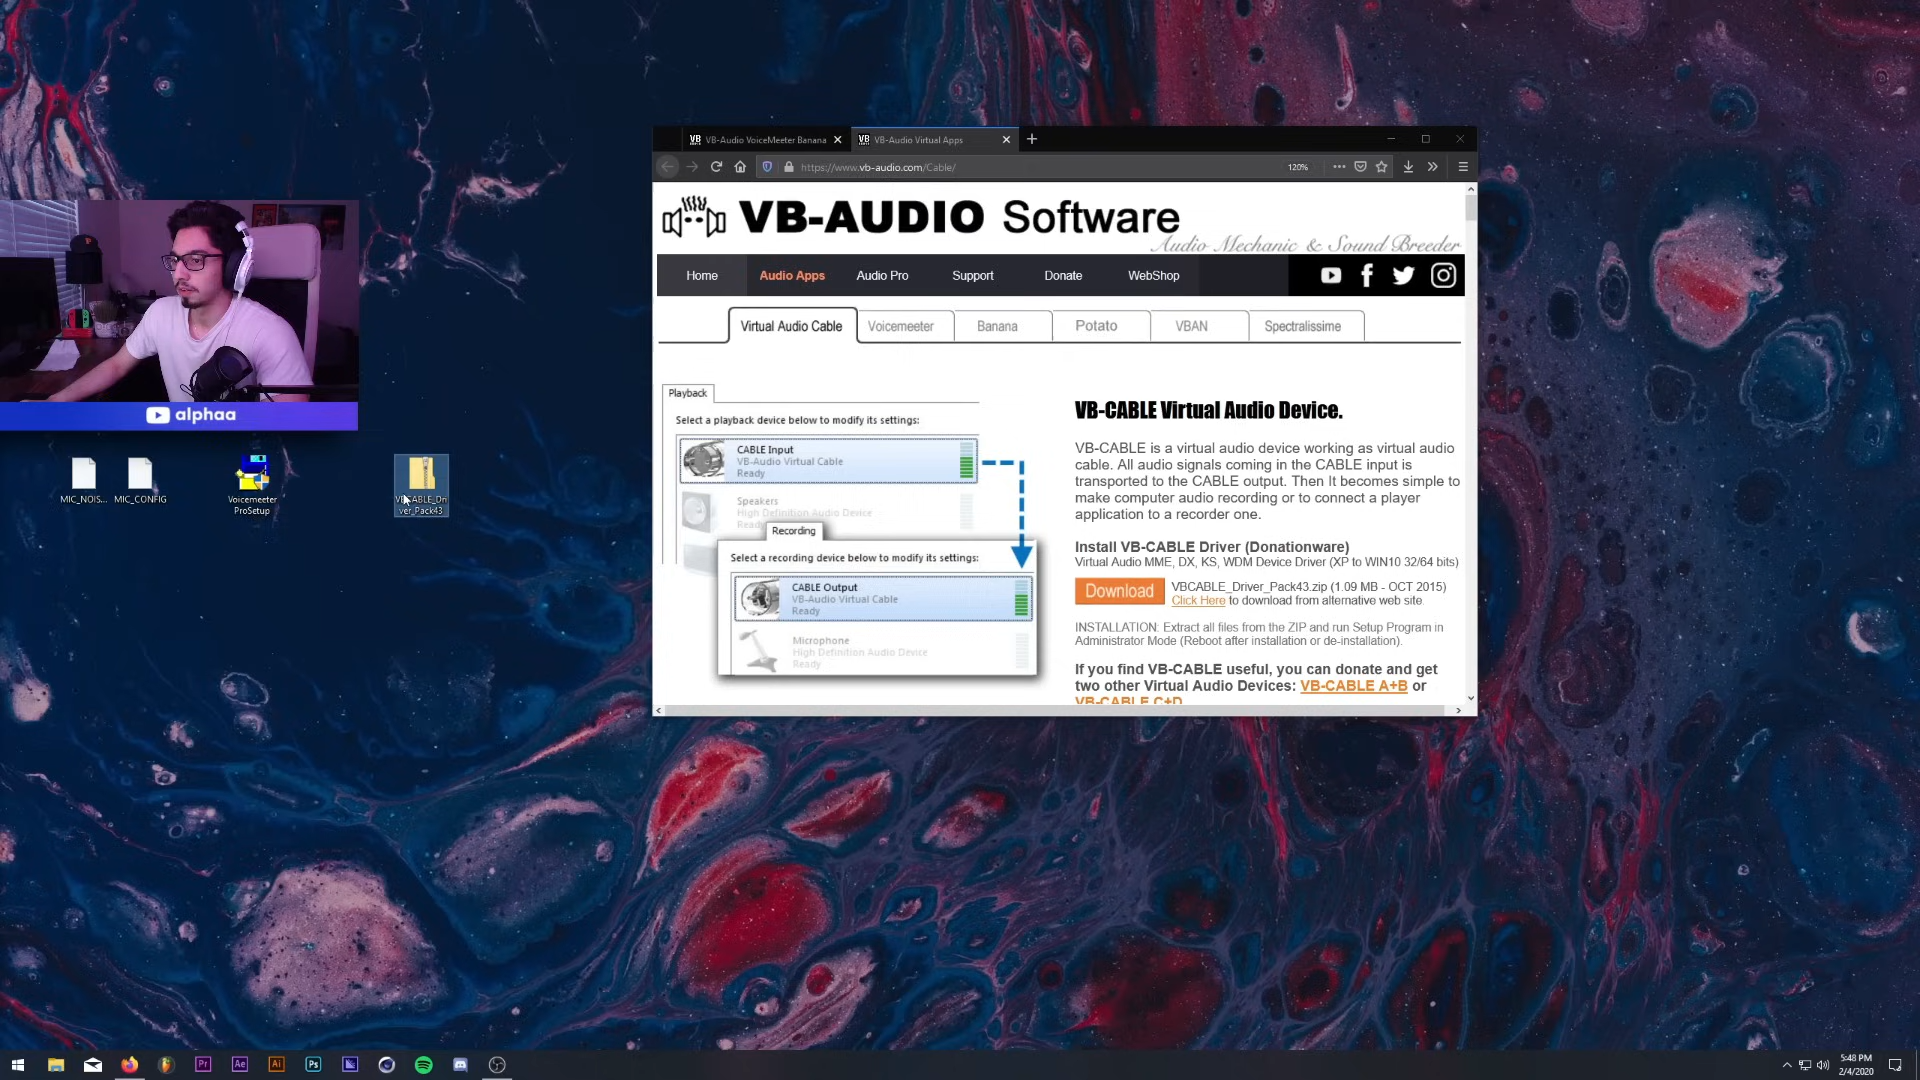 VB-Audio VoiceMeeter Banana
VB-Audio Virtual Apps
https://www.vb-audio.com/Cable/
120%
VB-AUDIO Software
Audio Mechanic & Sound Breeder
Home Audio Apps Audio Pro Support Donate WebShop
Virtual Audio Cable Voicemeeter Banana Potato VBAN Spectralissime
Playback
Select a playback device below to modify its settings:
CABLE Input
VB-Audio Virtual Cable
Ready
Speakers
High Definition Audio Device
Ready
Recording
Select a recording device below to modify its settings:
CABLE Output
VB-Audio Virtual Cable
Ready
Microphone
High Definition Audio Device
Ready
VB-CABLE Virtual Audio Device.
VB-CABLE is a virtual audio device working as virtual audio
cable. All audio signals coming in the CABLE input is
transported to the CABLE output. Then It becomes simple to
make computer audio recording or to connect a player
application to a recorder one.
Install VB-CABLE Driver (Donationware)
Virtual Audio MME, DX, KS, WDM Device Driver (XP to WIN10 32/64 bits)
Download
VBCABLE_Driver_Pack43.zip (1.09 MB - OCT 2015)
Click Here to download from alternative web site
INSTALLATION: Extract all files from the ZIP and run Setup Program in
Administrator Mode (Reboot after installation or de-installation).
If you find VB-CABLE useful, you can donate and get
two other Virtual Audio Devices: VB-CABLE A+B or
VB-CABLE C+D
alphaa
MIC_NOIS...
MIC_CONFIG
Voicemeeter
ProSetup
VBCABLE_Dri
ver_Pack43
Pr
Ae
Ai
Ps
5:48 PM
2/4/2020